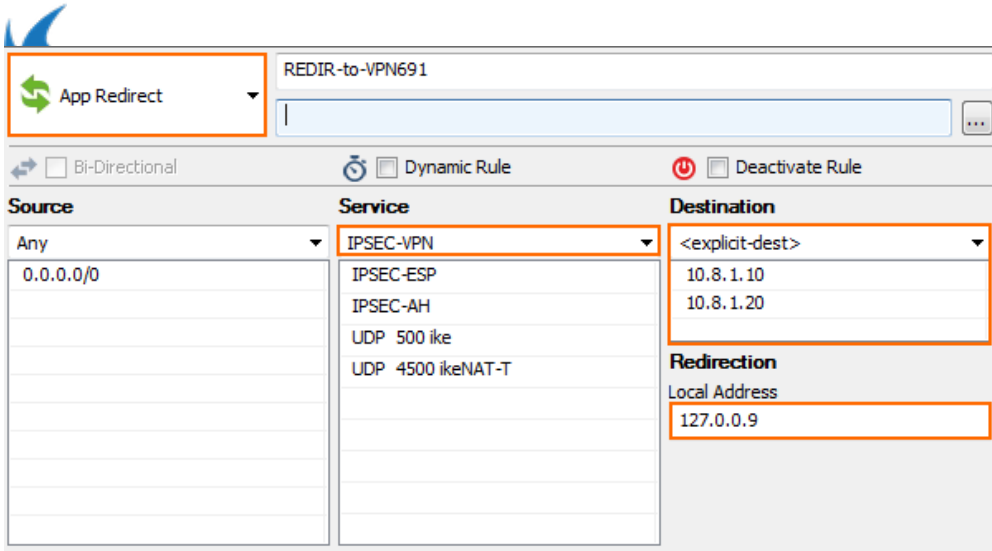 REDIR-to-VPN691
App Redirect
...
Bi-Directional
Dynamic Rule
Deactivate Rule
Source
Service
Destination
Any
IPSEC-VPN
<explicit-dest>
0.0.0.0/0
IPSEC-ESP
10.8.1.10
IPSEC-AH
10.8.1.20
UDP 500 ike
UDP 4500 ikeNAT-T
Redirection
Local Address
127.0.0.9